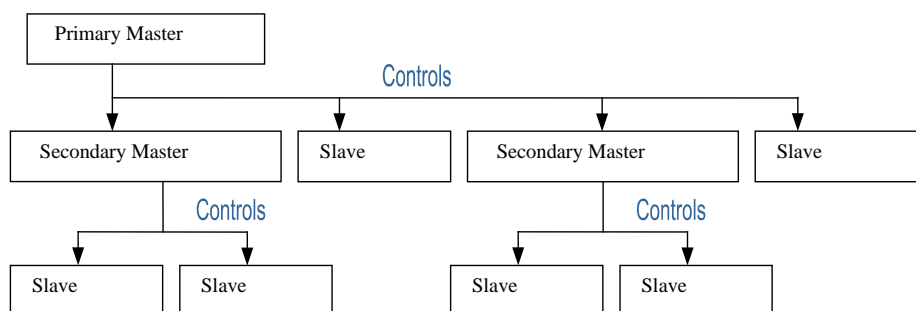 Primary Master
Controls
Secondary Master
Slave
Secondary Master
Slave
Controls
Controls
Slave
Slave
Slave
Slave